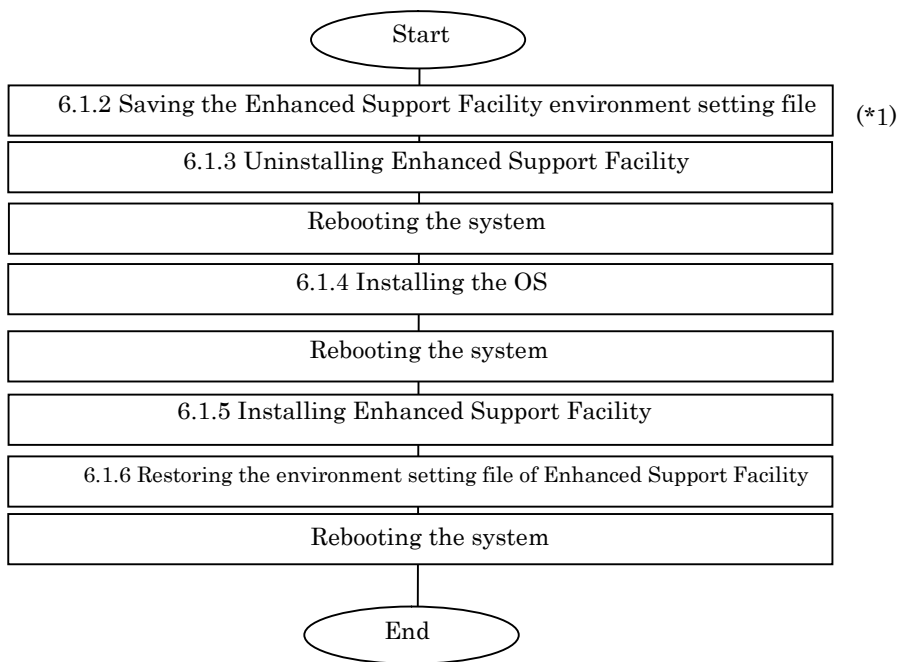 Start
6.1.2 Saving the Enhanced Support Facility environment setting file (*1)
6.1.3 Uninstalling Enhanced Support Facility
Rebooting the system
6.1.4 Installing the OS
Rebooting the system
6.1.5 Installing Enhanced Support Facility
6.1.6 Restoring the environment setting file of Enhanced Support Facility
Rebooting the system
End